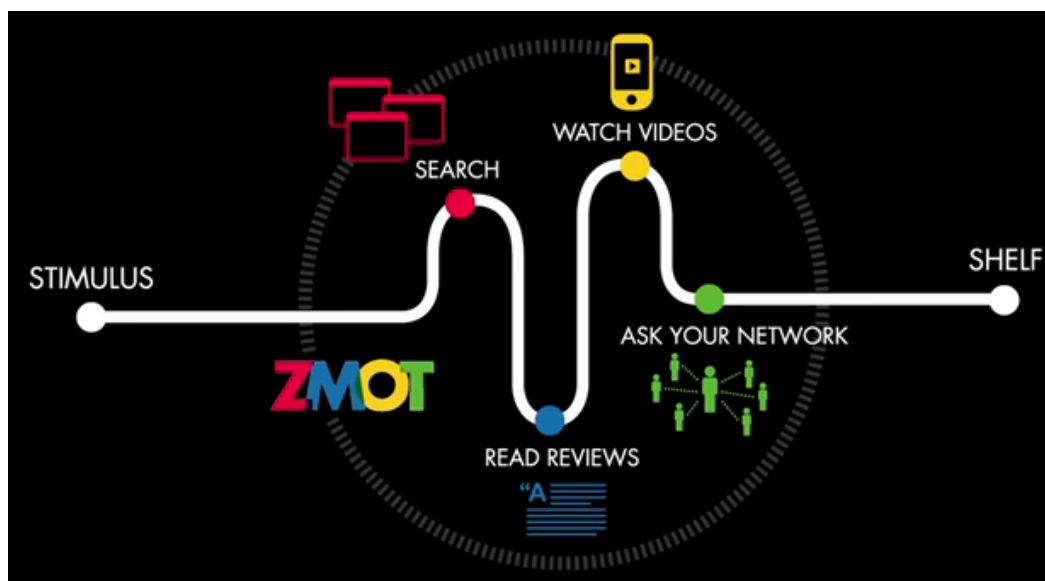 WATCH VIDEOS
SEARCH
STIMULUS
SHELF
ASK YOUR NETWORK
ZMOT
READ REVIEWS
“A